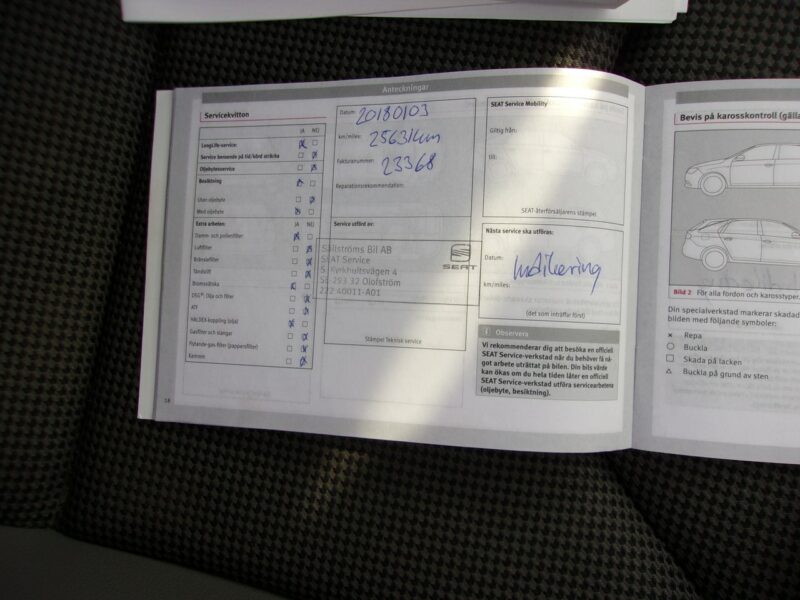 Anteckningar
Servicekvitton
JA NEJ
LongLife-service:
Service beroende på tid/körd sträcka
Oljebytesservice
Besiktning
Utan oljebyte
Med oljebyte
Extra arbeten: JA NEJ
Damm- och pollenfilter
Luftfilter
Bränslefilter
Tändstift
Bromsvätska
DSG®: Olja och filter
ATF
HALDEX-koppling (olja)
Gasfilter och slangar
Flytande-gas-filter (pappersfilter)
Kamrem
18
Datum: 20180103
km/miles: 25631km
Fakturanummer: 23368
Reparationsrekommendation:
Service utförd av:
Sällströms Bil AB
SEAT Service
S. Kyrkhultsvägen 4
SE-293 32 Olofström
222 40011-A01
SEAT
Stämpel Teknisk service
SEAT Service Mobility
Giltig från:
till:
SEAT-återförsäljarens stämpel
Nästa service ska utföras:
Datum:
Indikering
km/miles:
(det som inträffar först)
Observera
Vi rekommenderar dig att besöka en officiell
SEAT Service-verkstad när du behöver få nå-
got arbete uträttat på bilen. Din bils värde
kan ökas om du hela tiden låter en officiell
SEAT Service-verkstad utföra servicearbetena
(oljebyte, besiktning).
Bevis på karosskontroll (gälla
Bild 2 För alla fordon och karosstyper.
Din specialverkstad markerar skadad
bilden med följande symboler:
× Repa
○ Buckla
□ Skada på lacken
△ Buckla på grund av sten